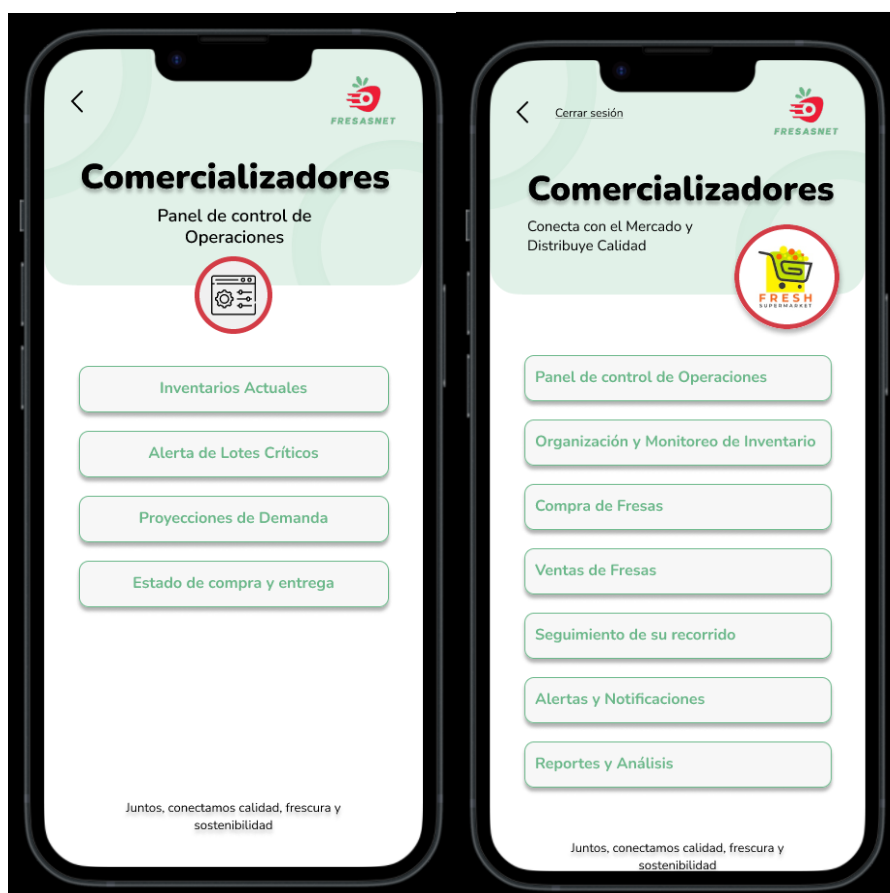 FRESASNET
Comercializadores
Panel de control de
Operaciones
Inventarios Actuales
Alerta de Lotes Críticos
Proyecciones de Demanda
Estado de compra y entrega
Juntos, conectamos calidad, frescura y
sostenibilidad
Cerrar sesión
FRESASNET
Comercializadores
Conecta con el Mercado y
Distribuye Calidad
FRESH
SUPERMARKET
Panel de control de Operaciones
Organización y Monitoreo de Inventario
Compra de Fresas
Ventas de Fresas
Seguimiento de su recorrido
Alertas y Notificaciones
Reportes y Análisis
Juntos, conectamos calidad, frescura y
sostenibilidad